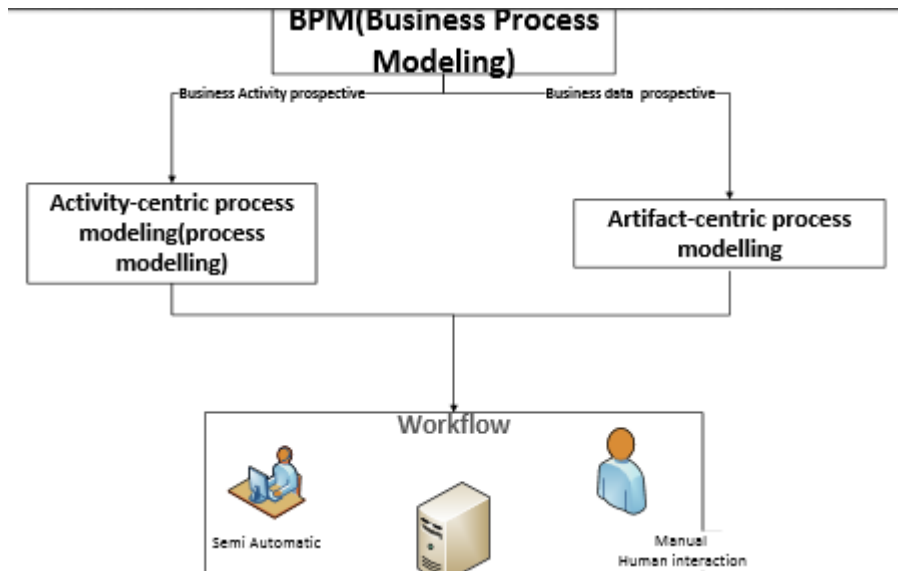 BPM(Business Process
Modeling)
Business Activity prospective
Business data prospective
Activity-centric process
modeling(process
modelling)
Artifact-centric process
modelling
Workflow
Semi Automatic
Manual
Human interaction